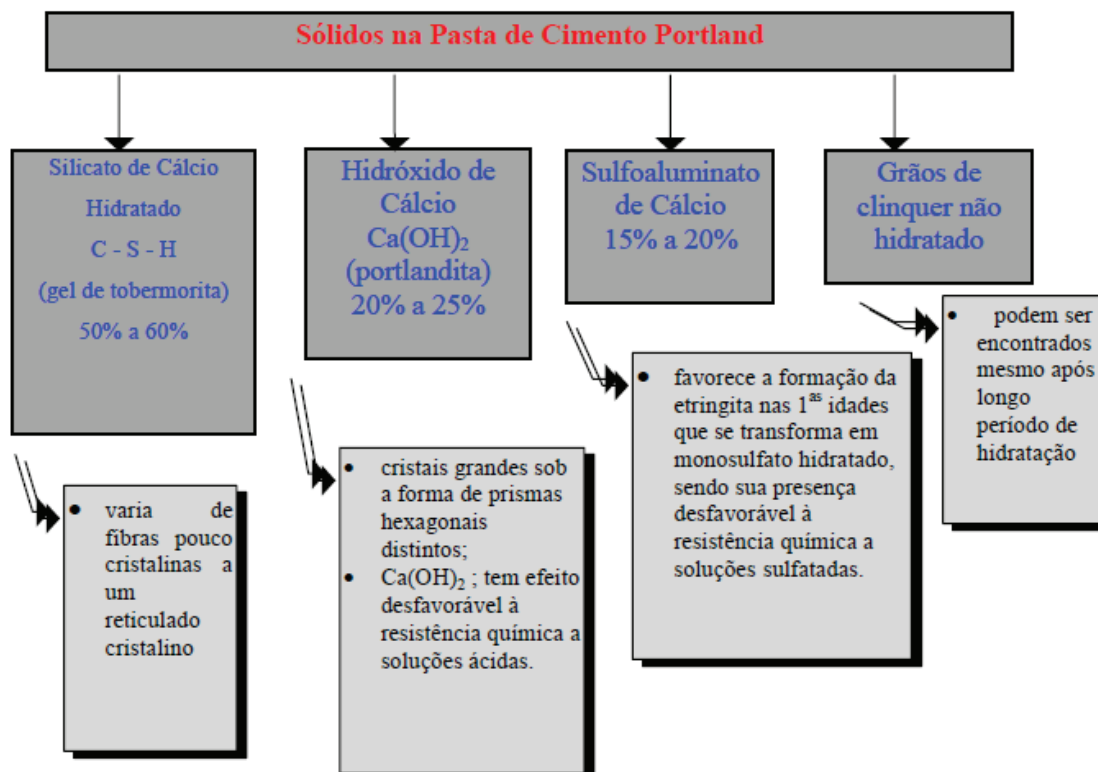 Sólidos na Pasta de Cimento Portland
Silicato de Cálcio
Hidratado
C - S - H
(gel de tobermorita)
50% a 60%
Hidróxido de
Cálcio
Ca(OH)₂
(portlandita)
20% a 25%
Sulfoaluminato
de Cálcio
15% a 20%
Grãos de
clinquer não
hidratado
• varia de
fibras pouco
cristalinas a
um
reticulado
cristalino
• cristais grandes sob
a forma de prismas
hexagonais
distintos;
• Ca(OH)₂ ; tem efeito
desfavorável à
resistência química a
soluções ácidas.
• favorece a formação da
etringita nas 1ᵃˢ idades
que se transforma em
monosulfato hidratado,
sendo sua presença
desfavorável à
resistência química a
soluções sulfatadas.
• podem ser
encontrados
mesmo após
longo
período de
hidratação